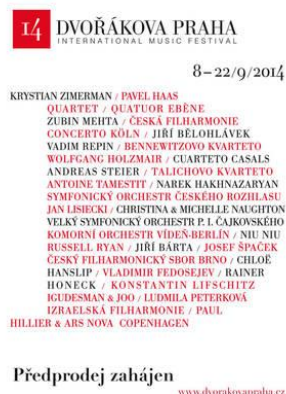 14 DVOŘÁKOVA PRAHA
INTERNATIONAL MUSIC FESTIVAL
8–22/9/2014
KRYSTIAN ZIMERMAN / PAVEL HAAS
QUARTET / QUATUOR EBÈNE
ZUBIN MEHTA / ČESKÁ FILHARMONIE
CONCERTO KÖLN / JIŘÍ BĚLOHLÁVEK
VADIM REPIN / BENNEWITZOVO KVARTETO
WOLFGANG HOLZMAIR / CUARTETO CASALS
ANDREAS STEIER / TALICHOVO KVARTETO
ANTOINE TAMESTIT / NAREK HAKHNAZARYAN
SYMFONICKÝ ORCHESTR ČESKÉHO ROZHLASU
JAN LISIECKI / CHRISTINA & MICHELLE NAUGHTON
VELKÝ SYMFONICKÝ ORCHESTR P. I. ČAJKOVSKÉHO
KOMORNÍ ORCHESTR VÍDEŇ-BERLÍN / NIU NIU
RUSSELL RYAN / JIŘÍ BÁRTA / JOSEF ŠPAČEK
ČESKÝ FILHARMONICKÝ SBOR BRNO / CHLOË
HANSLIP / VLADIMIR FEDOSEJEV / RAINER
HONECK / KONSTANTIN LIFSCHITZ
IGUDESMAN & JOO / LUDMILA PETERKOVÁ
IZRAELSKÁ FILHARMONIE / PAUL
HILLIER & ARS NOVA COPENHAGEN
Předprodej zahájen
www.dvorakovapraha.cz